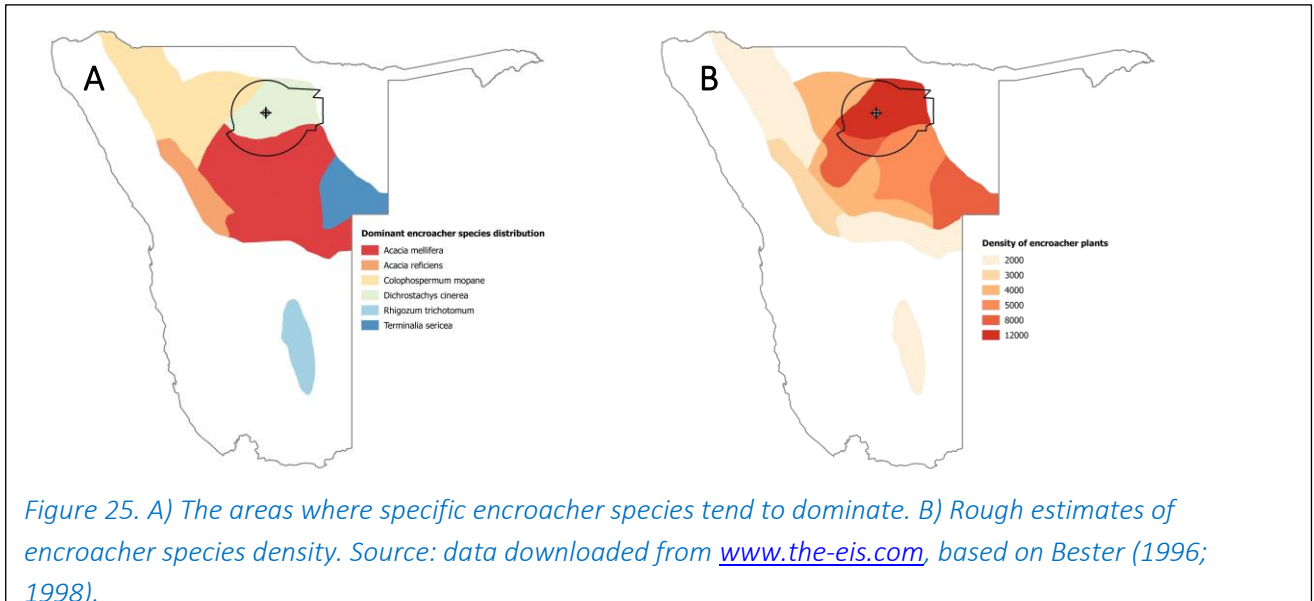 A
B
Dominant encroacher species distribution
Acacia mellifera
Acacia reficiens
Colophospermum mopane
Dichrostachys cinerea
Rhigozum trichotomum
Terminalia sericea
Density of encroacher plants
2000
3000
4000
5000
8000
12000
Figure 25. A) The areas where specific encroacher species tend to dominate. B) Rough estimates of
encroacher species density. Source: data downloaded from www.the-eis.com, based on Bester (1996;
1998).